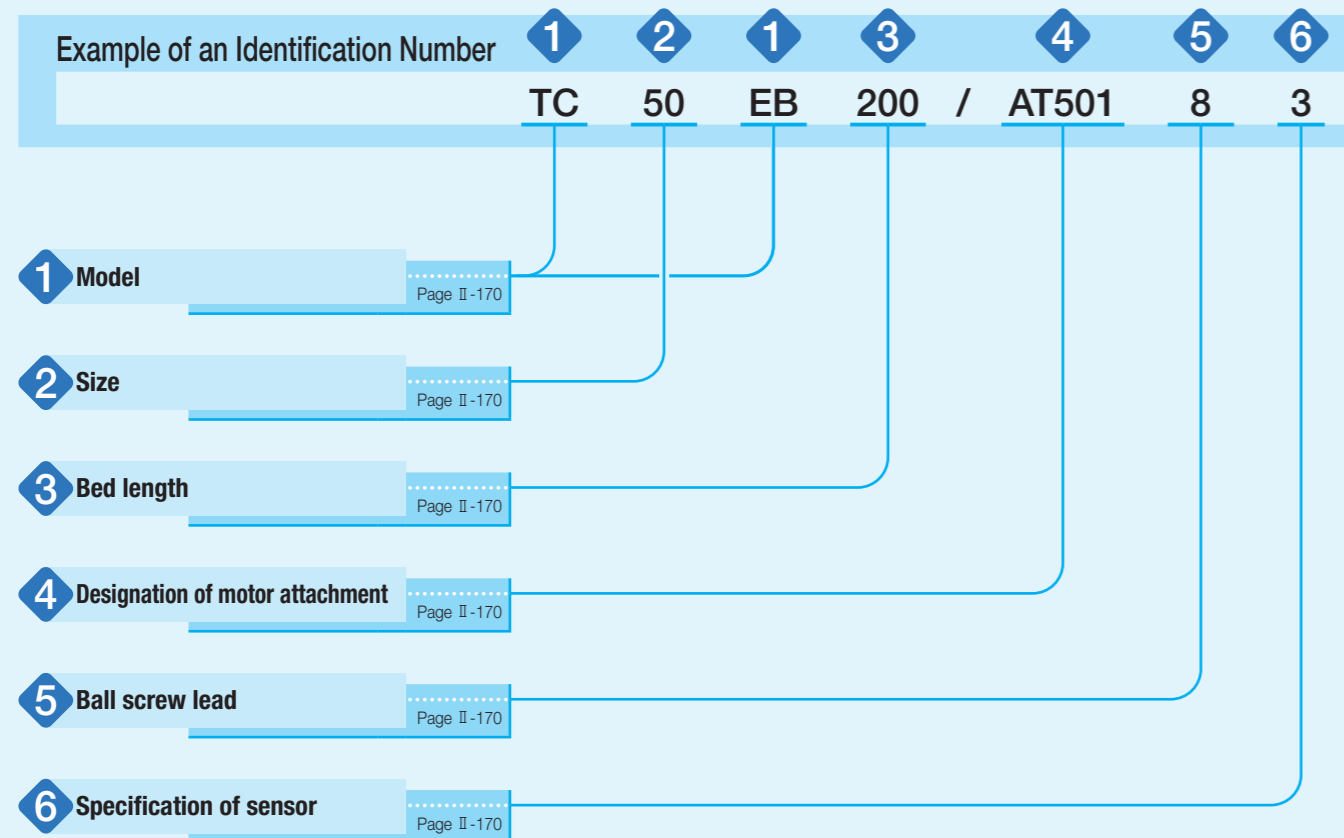 Example of an Identification Number 1 2 1 3 4 5 6
TC 50 EB 200 / AT501 8 3
1 Model
Page Ⅱ-170
2 Size
Page Ⅱ-170
3 Bed length
Page Ⅱ-170
4 Designation of motor attachment
Page Ⅱ-170
5 Ball screw lead
Page Ⅱ-170
6 Specification of sensor
Page Ⅱ-170